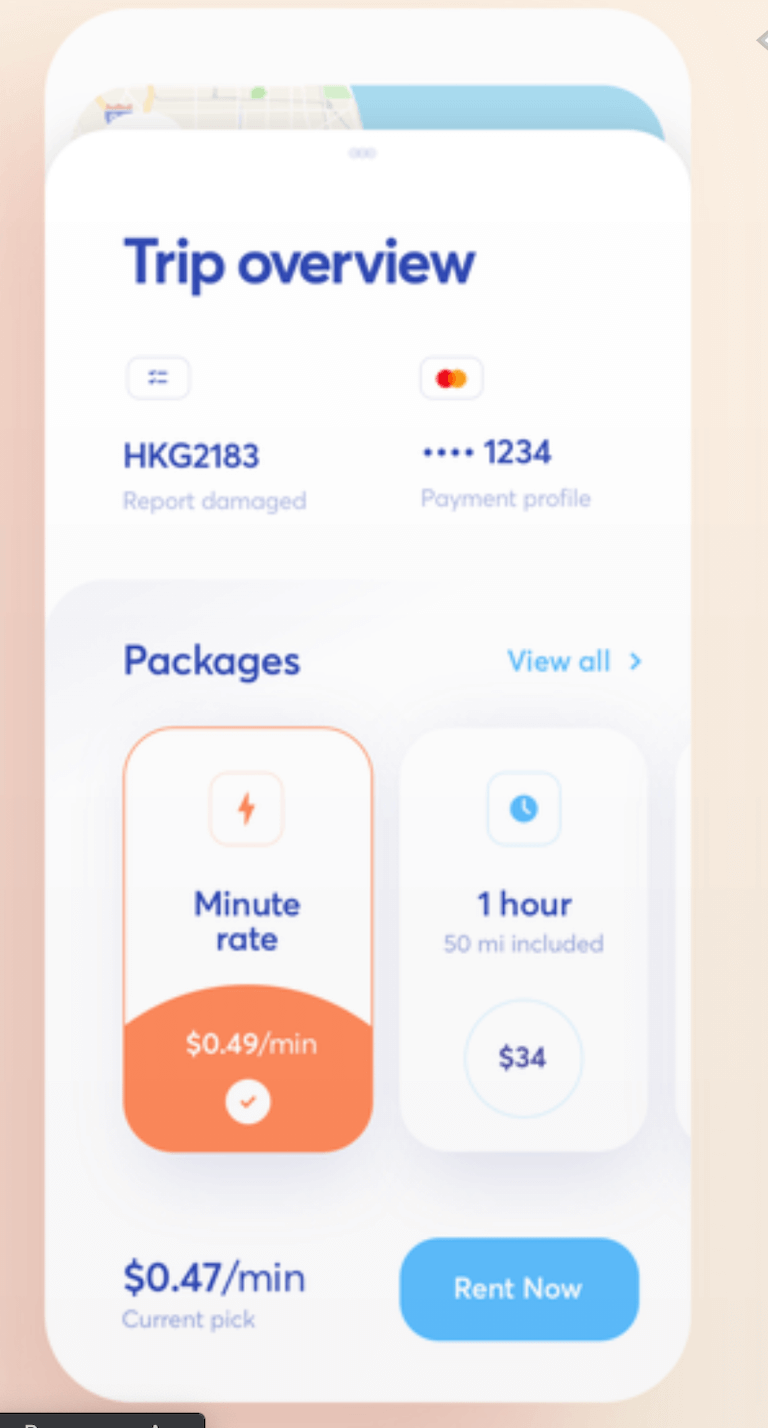 Trip overview
HKG2183
•••• 1234
Report damaged
Payment profile
Packages
View all >
Minute
rate
1 hour
50 mi included
$0.49/min
$34
$0.47/min
Rent Now
Current pick